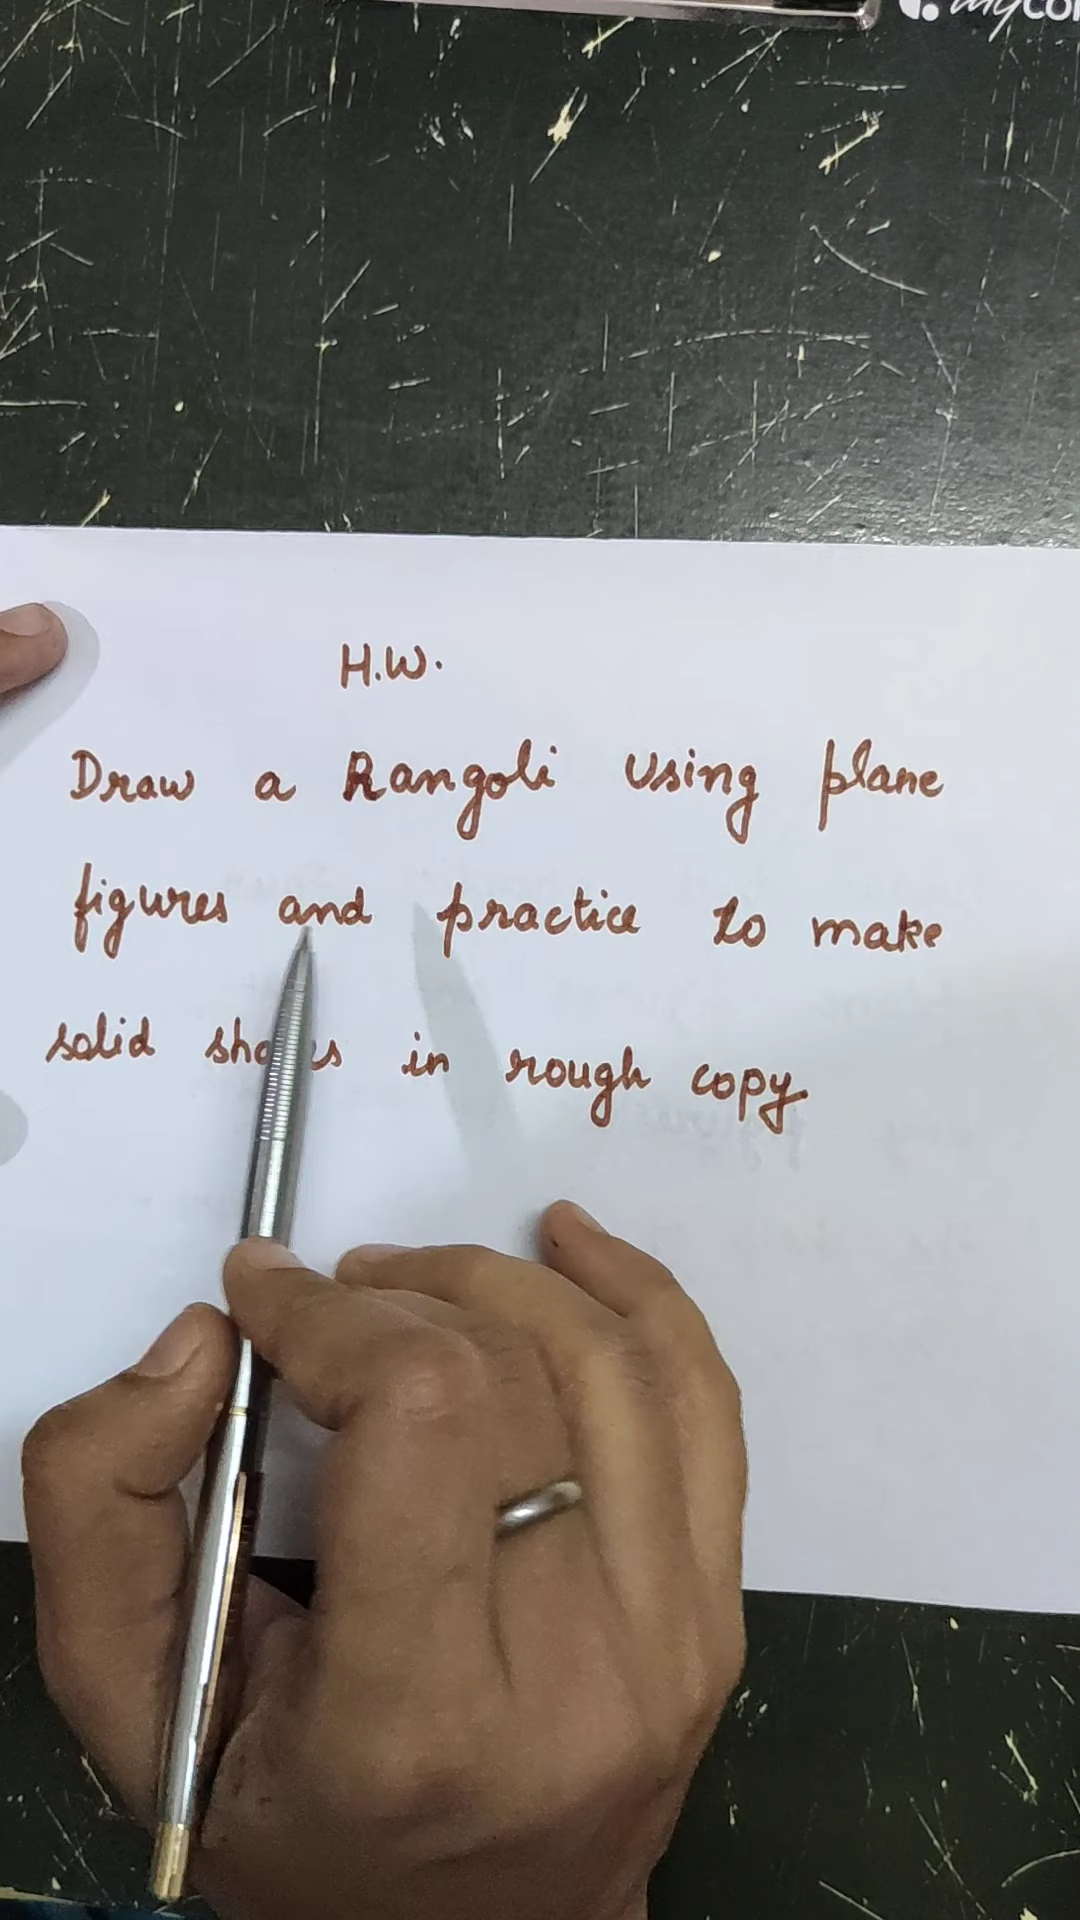 H.W.
Draw a Rangoli using plane
figures and practice to make
solid in rough copy.